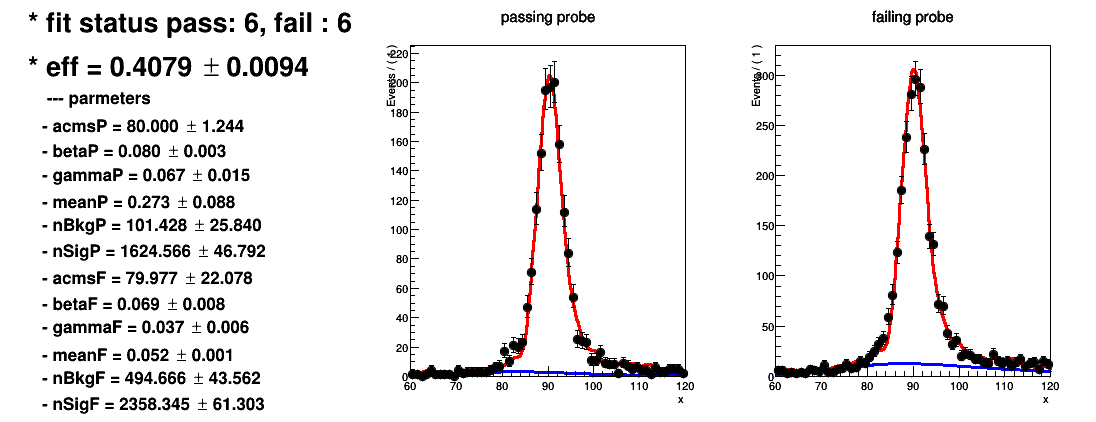 * fit status pass: 6, fail : 6
* eff = 0.4079 ± 0.0094
--- parmeters
- acmsP = 80.000 ± 1.244
- betaP = 0.080 ± 0.003
- gammaP = 0.067 ± 0.015
- meanP = 0.273 ± 0.088
- nBkgP = 101.428 ± 25.840
- nSigP = 1624.566 ± 46.792
- acmsF = 79.977 ± 22.078
- betaF = 0.069 ± 0.008
- gammaF = 0.037 ± 0.006
- meanF = 0.052 ± 0.001
- nBkgF = 494.666 ± 43.562
- nSigF = 2358.345 ± 61.303
passing probe
Events / ( 1 )
220
200
180
160
140
120
100
80
60
40
20
0
60 70 80 90 100 110 120
x
failing probe
Events / ( 1 )
300
250
200
150
100
50
0
60 70 80 90 100 110 120
x